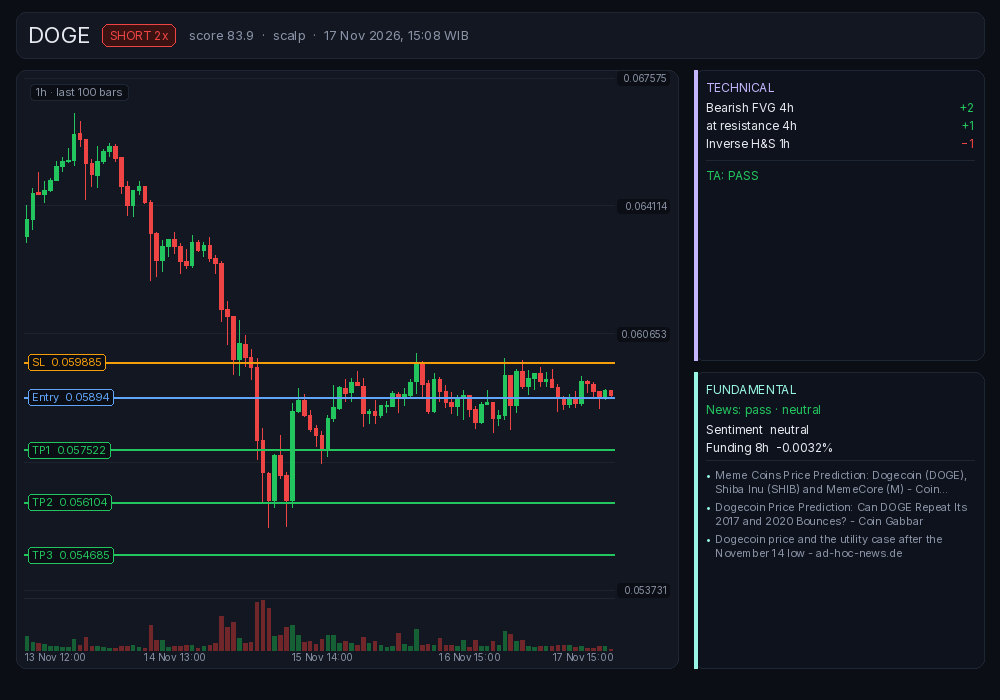 DOGE SHORT 2x score 83.9 · scalp · 17 Nov 2026, 15:08 WIB
1h · last 100 bars
0.067575
0.064114
0.060653
SL 0.059885
Entry 0.05894
TP1 0.057522
TP2 0.056104
TP3 0.054685
0.053731
13 Nov 12:00 14 Nov 13:00 15 Nov 14:00 16 Nov 15:00 17 Nov 15:00
TECHNICAL
Bearish FVG 4h +2
at resistance 4h +1
Inverse H&S 1h −1
TA: PASS
FUNDAMENTAL
News: pass · neutral
Sentiment neutral
Funding 8h -0.0032%
• Meme Coins Price Prediction: Dogecoin (DOGE),
Shiba Inu (SHIB) and MemeCore (M) - Coin...
• Dogecoin Price Prediction: Can DOGE Repeat Its
2017 and 2020 Bounces? - Coin Gabbar
• Dogecoin price and the utility case after the
November 14 low - ad-hoc-news.de